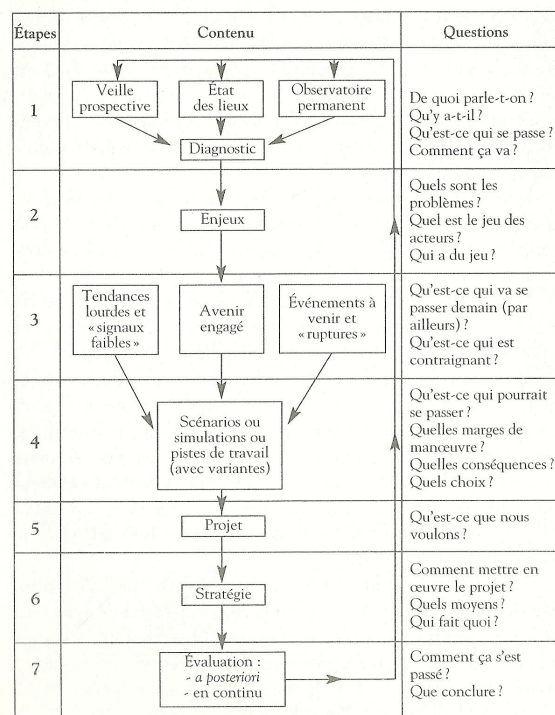 Étapes
Contenu
Questions
1
Veille
prospective
État
des lieux
Observatoire
permanent
Diagnostic
De quoi parle-t-on ?
Qu'y a-t-il ?
Qu'est-ce qui se passe ?
Comment ça va ?
2
Enjeux
Quels sont les
problèmes ?
Quel est le jeu des
acteurs ?
Qui a du jeu ?
3
Tendances
lourdes et
« signaux
faibles »
Avenir
engagé
Événements à
venir et
« ruptures »
Qu'est-ce qui va se
passer demain (par
ailleurs) ?
Qu'est-ce qui est
contraignant ?
4
Scénarios ou
simulations ou
pistes de travail
(avec variantes)
Qu'est-ce qui pourrait
se passer ?
Quelles marges de
manœuvre ?
Quelles conséquences ?
Quels choix ?
5
Projet
Qu'est-ce que nous
voulons ?
6
Stratégie
Comment mettre en
œuvre le projet ?
Quels moyens ?
Qui fait quoi ?
7
Évaluation :
- a posteriori
- en continu
Comment ça s'est
passé ?
Que conclure ?